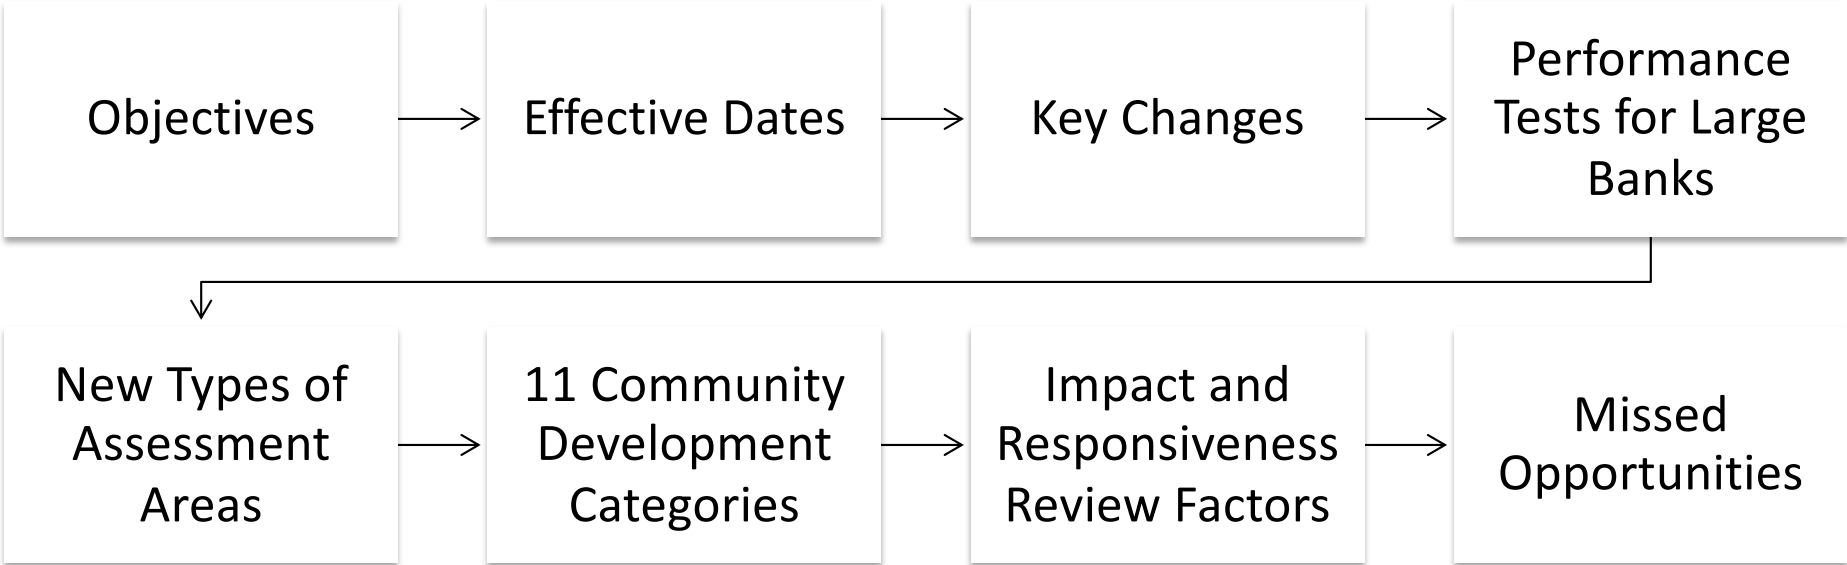 Objectives
Effective Dates
Key Changes
Performance
Tests for Large
Banks
New Types of
Assessment
Areas
11 Community
Development
Categories
Impact and
Responsiveness
Review Factors
Missed
Opportunities